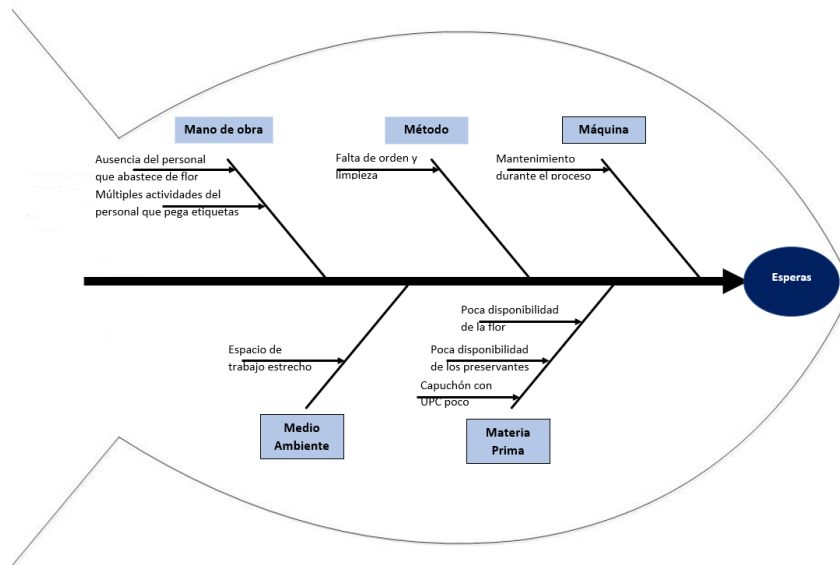 Mano de obra
Método
Máquina
Ausencia del personal
que abastece de flor
Múltiples actividades del
personal que pega etiquetas
Falta de orden y
limpieza
Mantenimiento
durante el proceso
Esperas
Espacio de
trabajo estrecho
Poca disponibilidad
de la flor
Poca disponibilidad
de los preservantes
Capuchón con
UPC poco
Medio
Ambiente
Materia
Prima